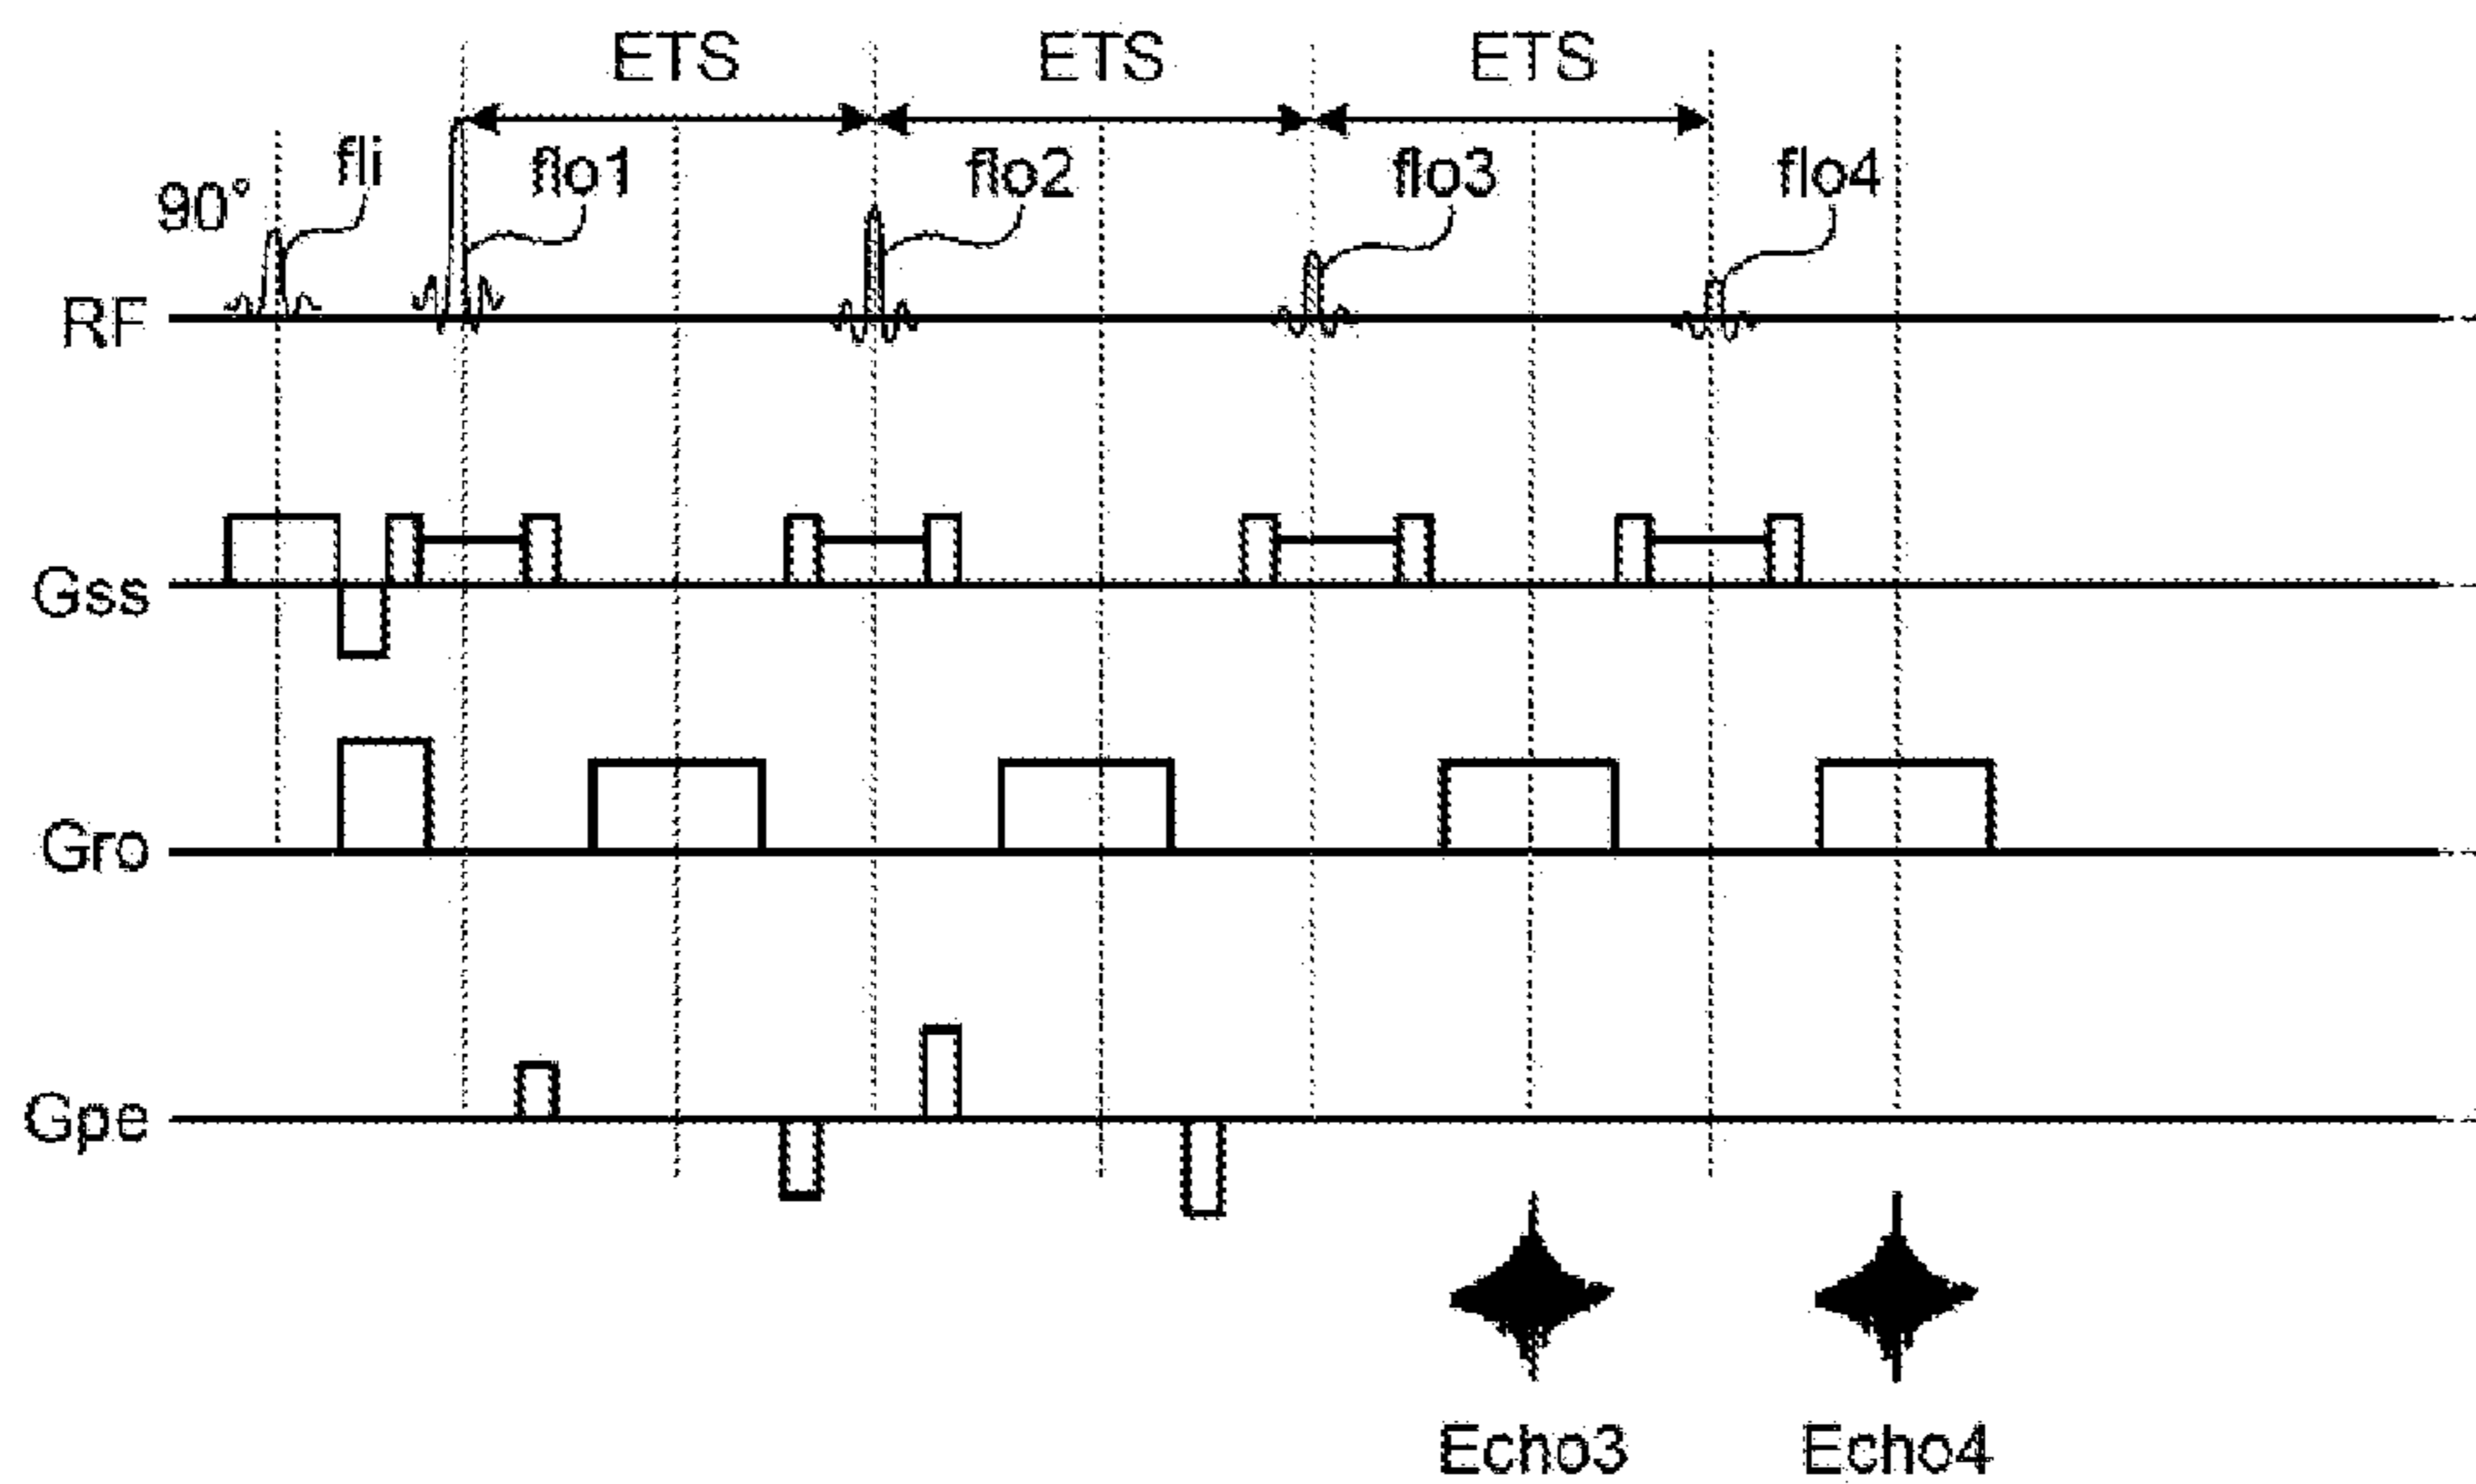 ETS ETS ETS
90° fli flo1 flo2 flo3 flo4
RF
Gss
Gro
Gpe
Echo3 Echo4